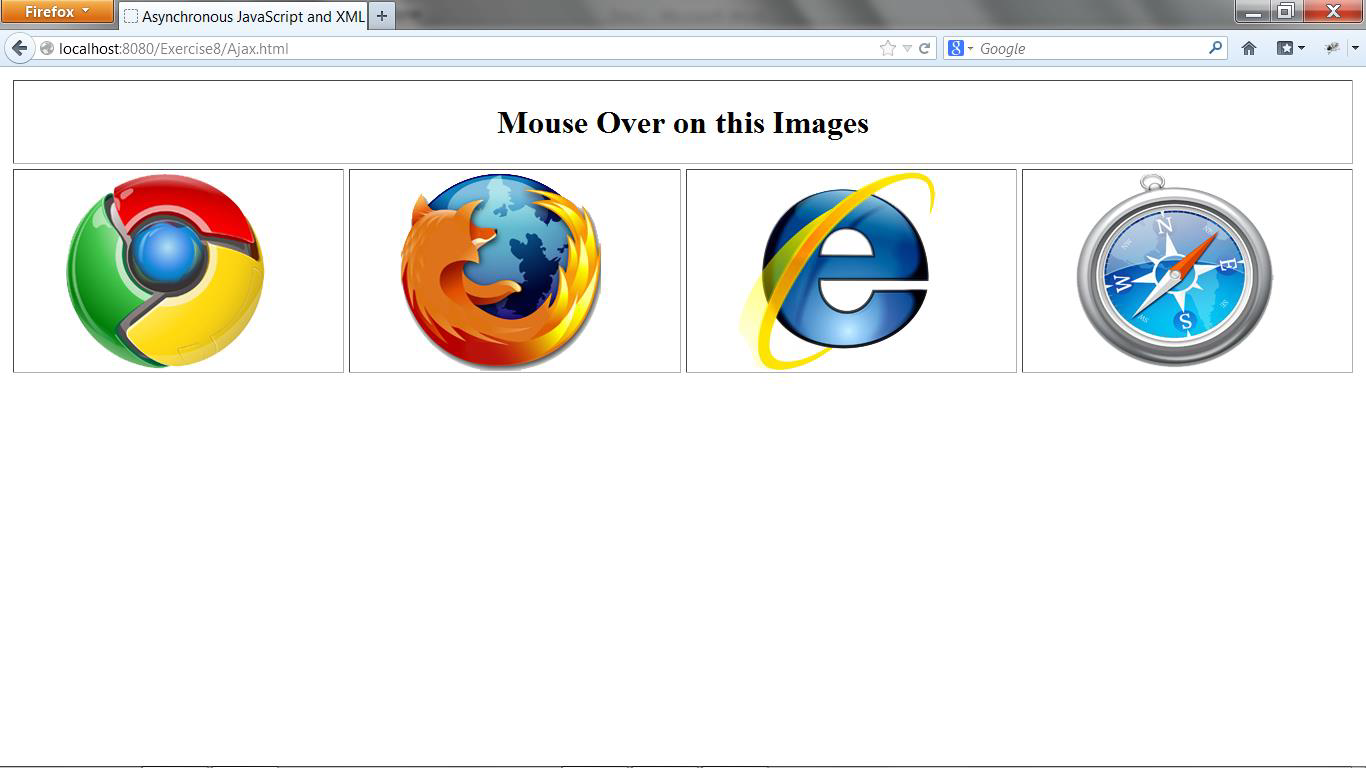 Firefox
Asynchronous JavaScript and XML
localhost:8080/Exercise8/Ajax.html
Google
Mouse Over on this Images
N
E
W
S